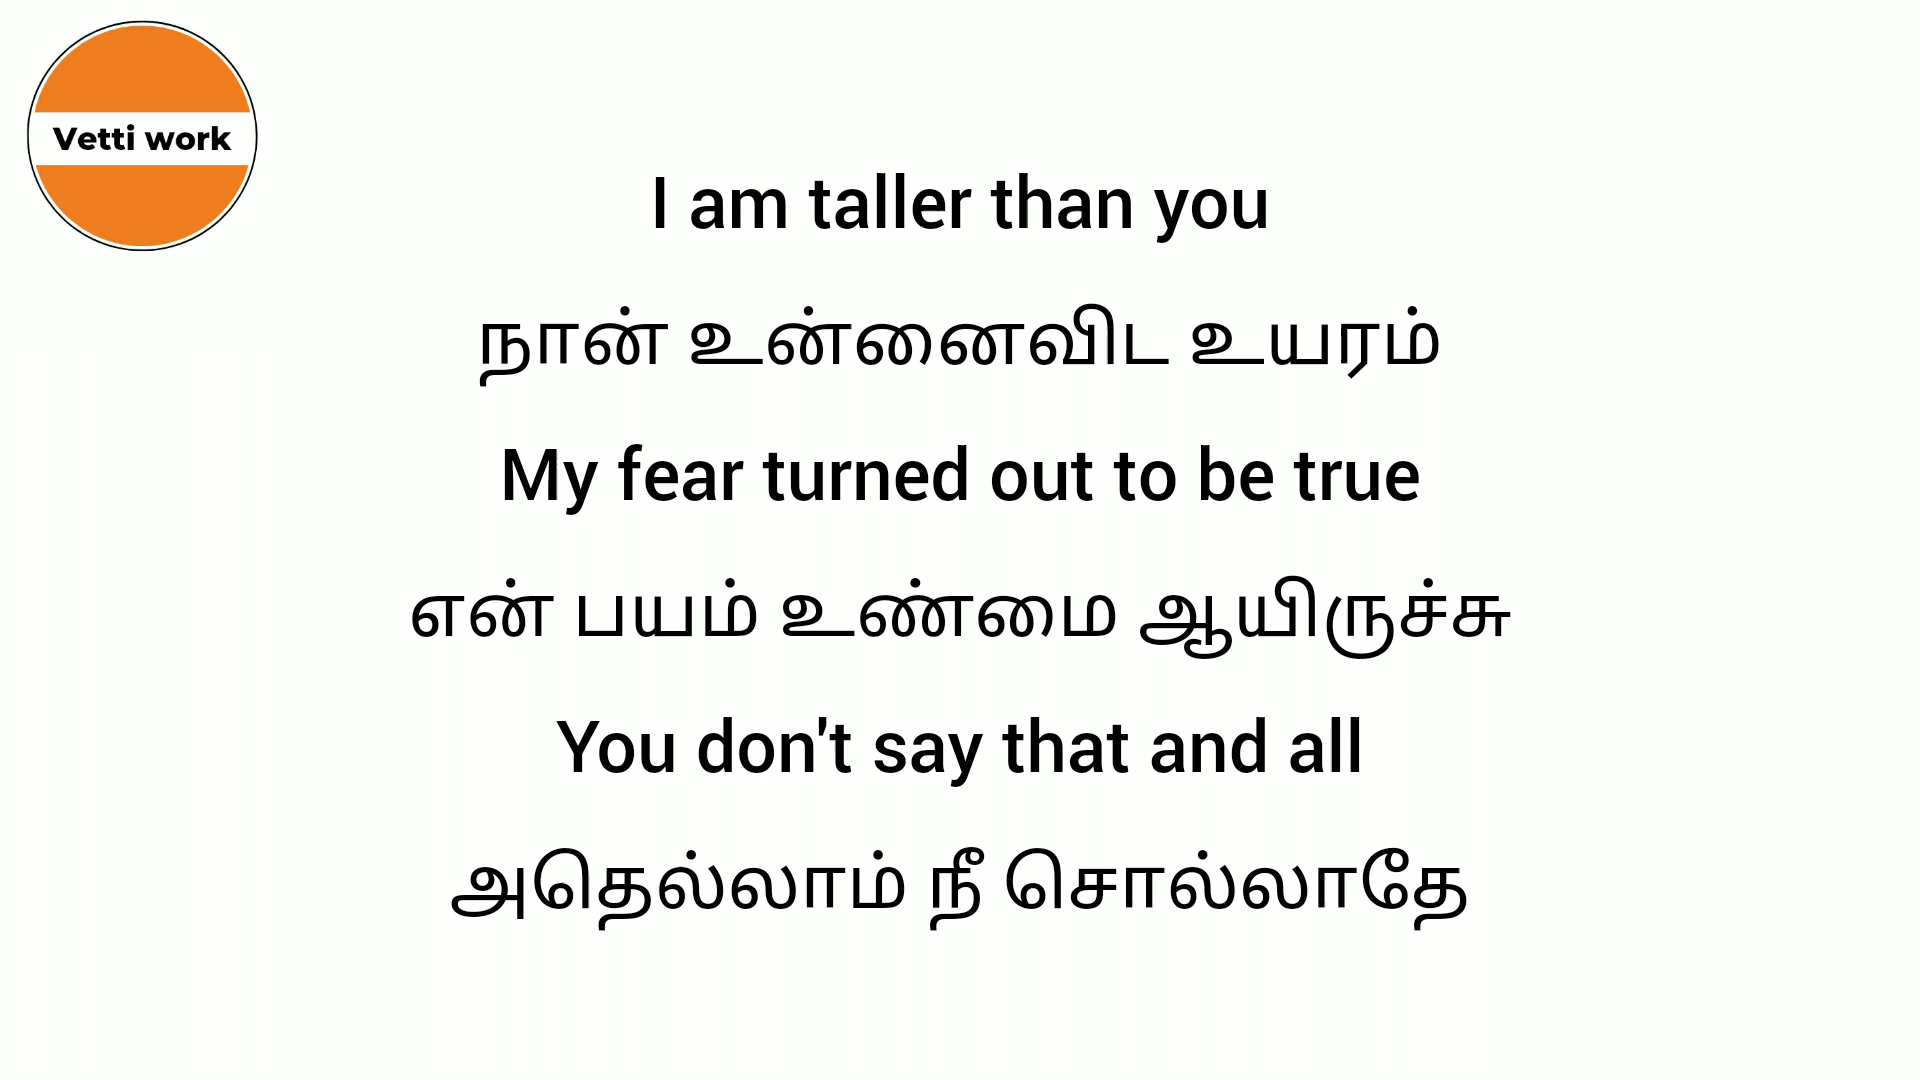 Vetti work
I am taller than you
நான் உன்னைவிட உயரம்
My fear turned out to be true
என் பயம் உண்மை ஆயிருச்சு
You don't say that and all
அதெல்லாம் நீ சொல்லாதே